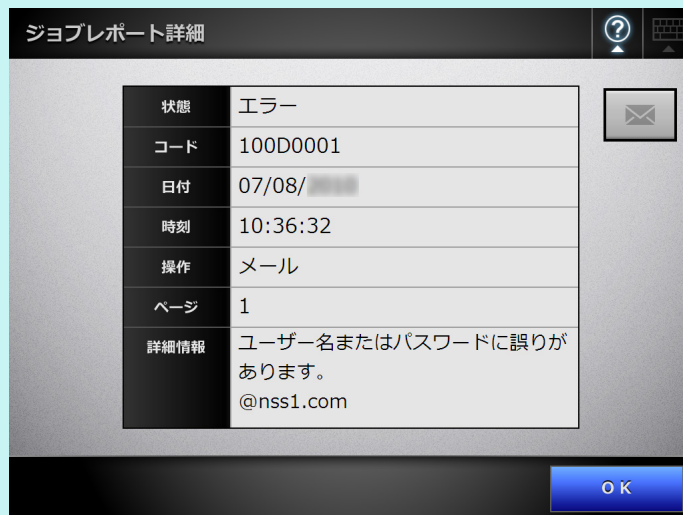 ジョブレポート詳細
?
状態 エラー
コード 100D0001
日付 07/08/
時刻 10:36:32
操作 メール
ページ 1
詳細情報 ユーザー名またはパスワードに誤りが
あります。
@nss1.com
OK